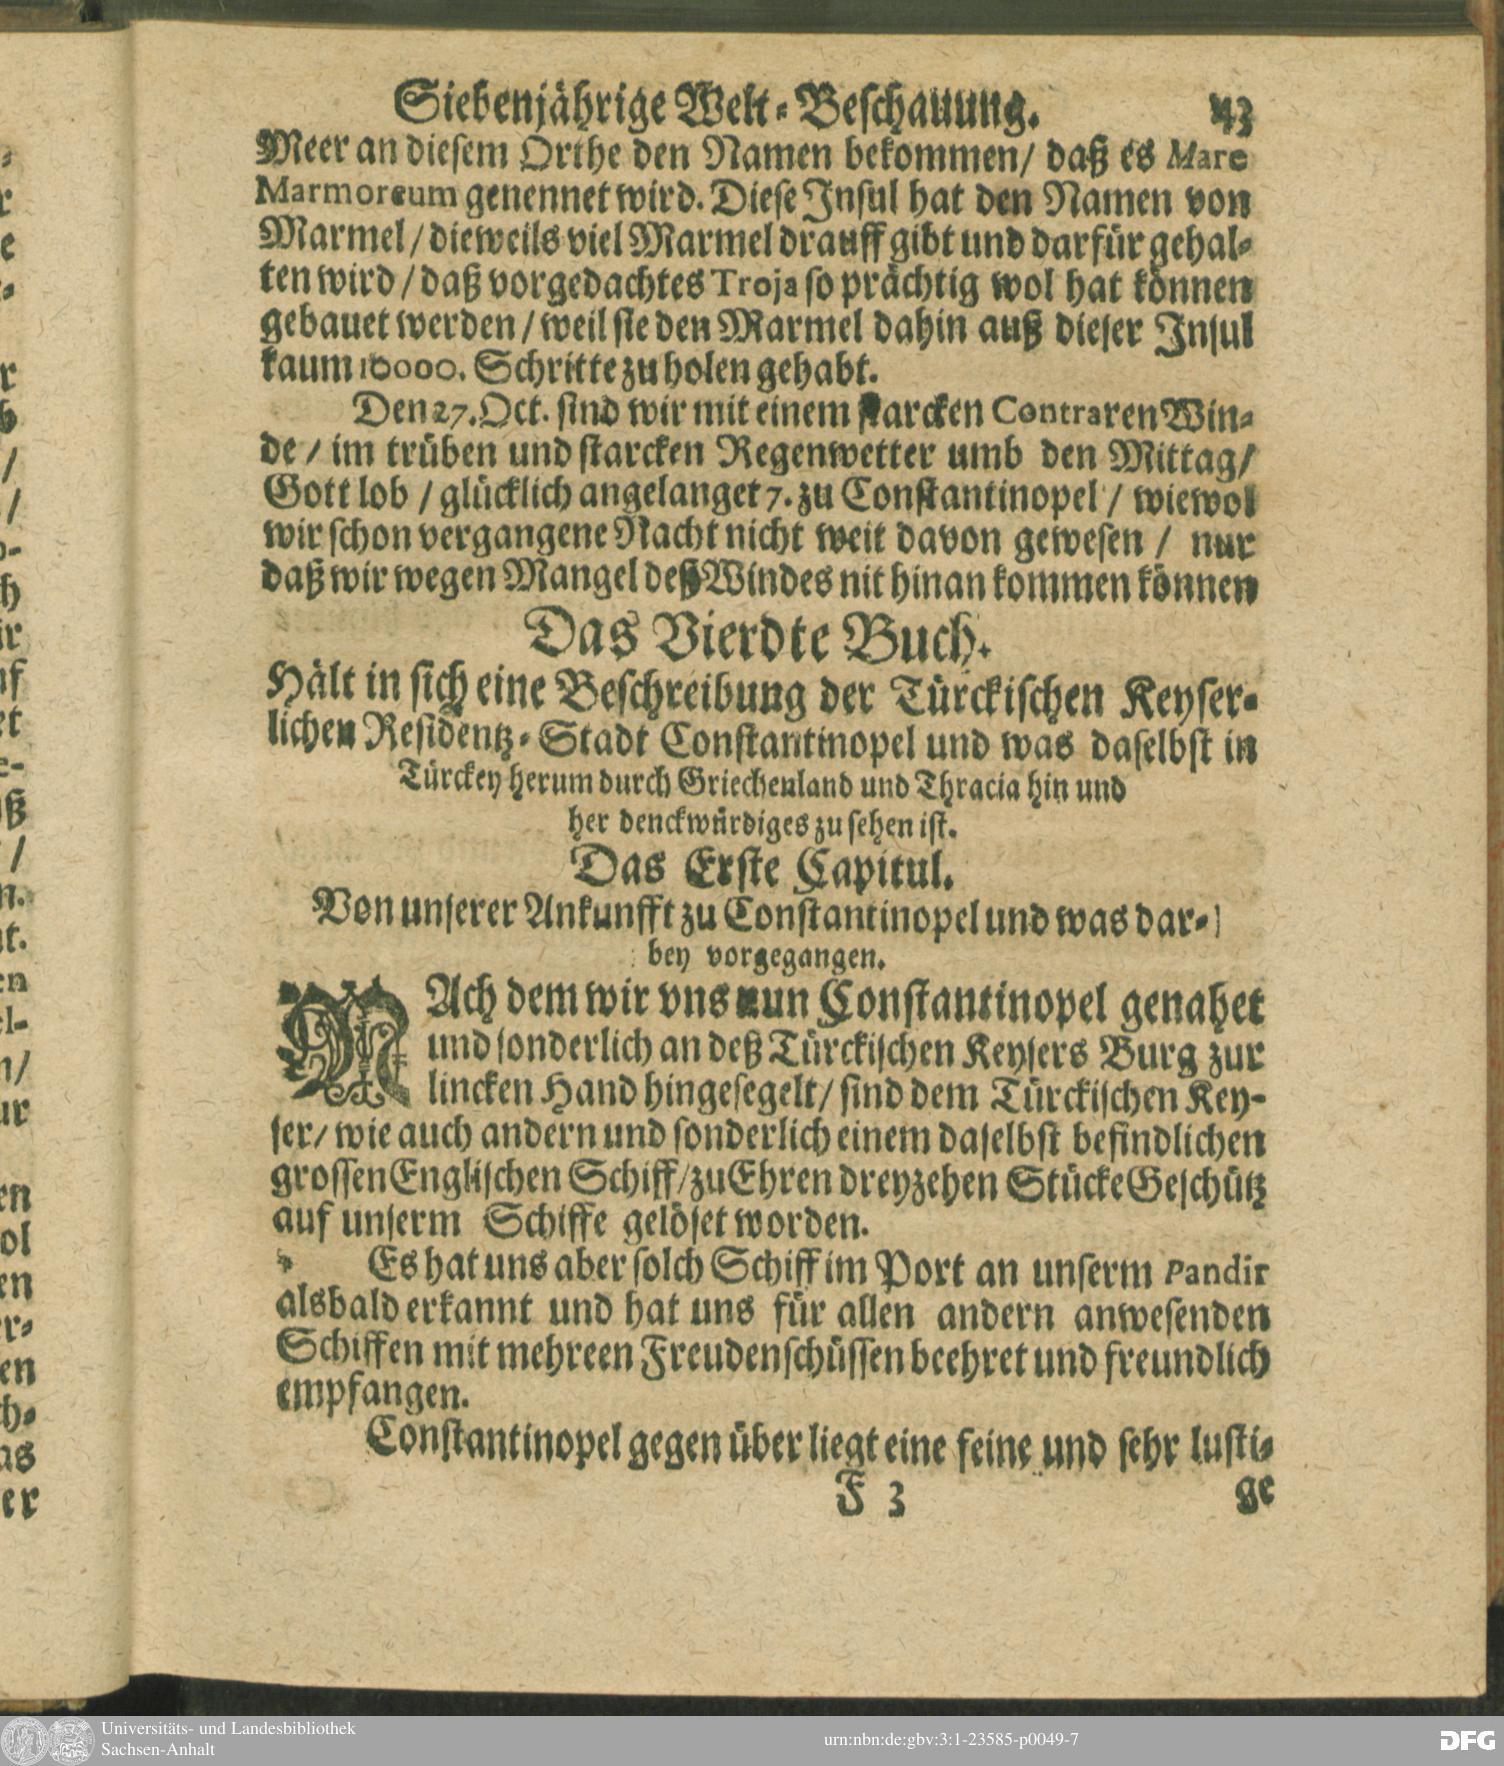 Siebenjährige Welt-Beschauung. 43
Meer an diesem Orthe den Namen bekommen/ daß es Mare
Marmoreum genennet wird. Diese Insul hat den Namen von
Marmel/ dieweils viel Marmel drauff gibt und darfür gehal-
ten wird/ daß vorgedachtes Troja so prächtig wol hat können
gebauet werden/ weil sie den Marmel dahin auß dieser Insul
kaum 10000. Schritte zu holen gehabt.
Den 27. Oct. sind wir mit einem starcken Contraren Win-
de/ im trüben und starcken Regenwetter umb den Mittag/
Gott lob/ glücklich angelanget 7. zu Constantinopel/ wiewol
wir schon vergangene Nacht nicht weit davon gewesen/ nur
daß wir wegen Mangel deß Windes nit hinan kommen können
Das Vierdte Buch.
Hält in sich eine Beschreibung der Türckischen Keyser-
lichen Residentz-Stadt Constantinopel und was daselbst in
Türckey herum durch Griechenland und Thracia hin und
her denckwürdiges zu sehen ist.
Das Erste Capitul.
Von unserer Ankunfft zu Constantinopel und was dar-
bey vorgegangen.
NAch dem wir vns nun Constantinopel genahet
und sonderlich an deß Türckischen Keysers Burg zur
lincken Hand hingesegelt/ sind dem Türckischen Key-
ser/ wie auch andern und sonderlich einem daselbst befindlichen
grossen Englischen Schiff/ zu Ehren dreyzehen Stücke Geschütz
auf unserm Schiffe gelöset worden.
Es hat uns aber solch Schiff im Port an unserm Pandir
alsbald erkannt und hat uns für allen andern anwesenden
Schiffen mit mehreen Freudenschüssen beehret und freundlich
empfangen.
Constantinopel gegen über liegt eine feine und sehr lusti-
F 3 ge
Universitäts- und Landesbibliothek
Sachsen-Anhalt
urn:nbn:de:gbv:3:1-23585-p0049-7
DFG